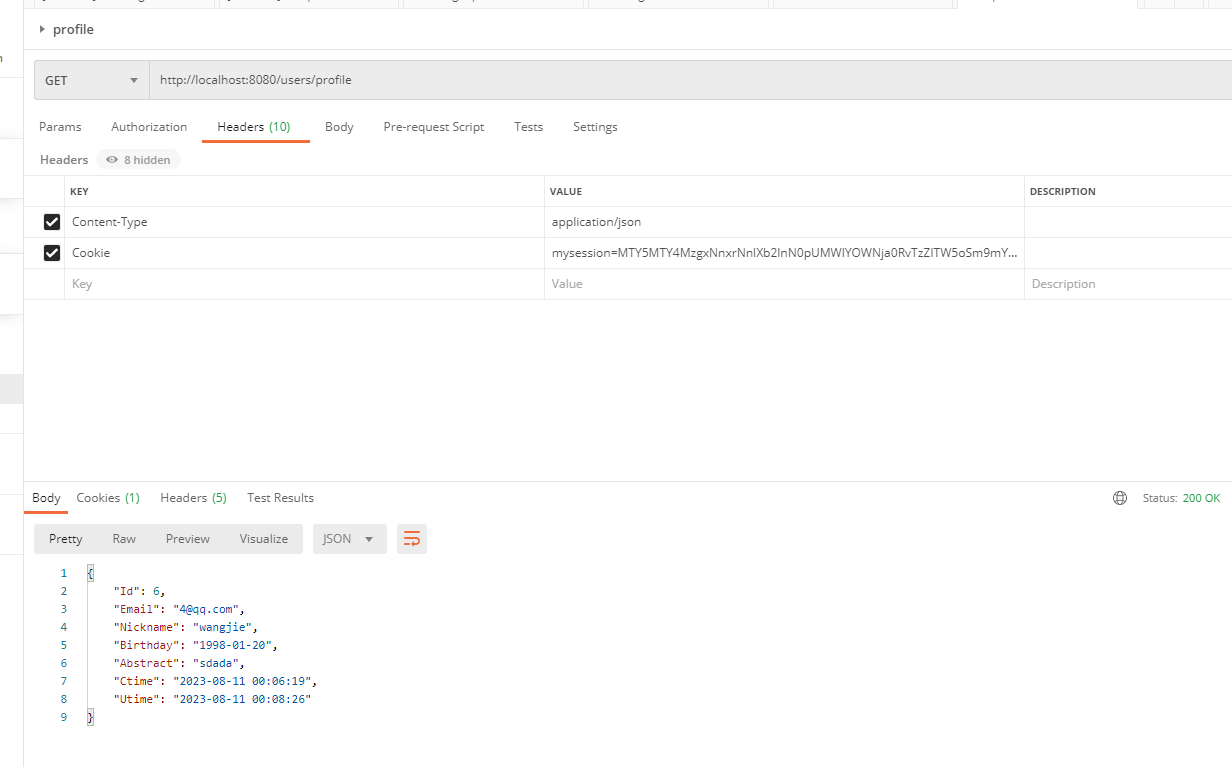 profile
GET http://localhost:8080/users/profile
Params Authorization Headers (10) Body Pre-request Script Tests Settings
Headers 8 hidden
KEY VALUE DESCRIPTION
Content-Type application/json
Cookie
Key Value Description
Body Cookies (1) Headers (5) Test Results Status: 200 OK
Pretty Raw Preview Visualize JSON
1 {
2 "Id": 6,
3 "Email": "4@qq.com",
4 "Nickname": "wangjie",
5 "Birthday": "1998-01-20",
6 "Abstract": "sdada",
7 "Ctime": "2023-08-11 00:06:19",
8 "Utime": "2023-08-11 00:08:26"
9 }